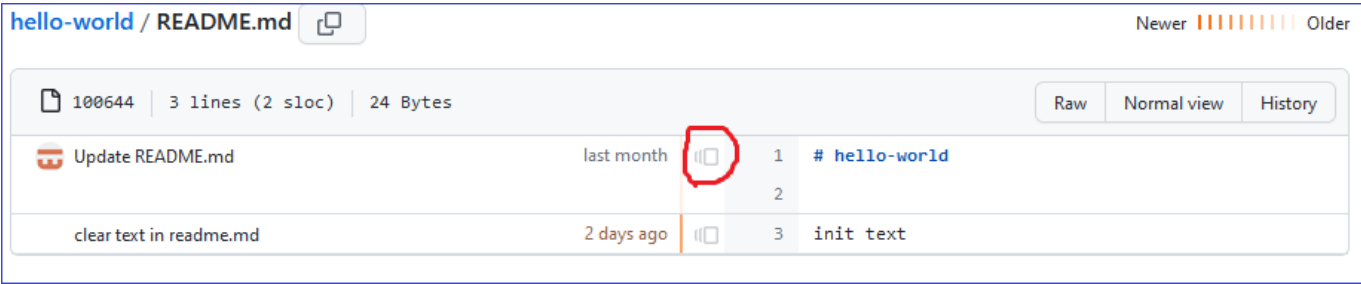 hello-world / README.md Newer Older
100644 3 lines (2 sloc) 24 Bytes Raw Normal view History
Update README.md last month 1 # hello-world
2
clear text in readme.md 2 days ago 3 init text